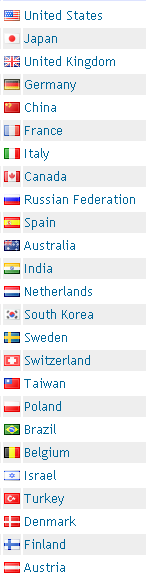 United States
Japan
United Kingdom
Germany
China
France
Italy
Canada
Russian Federation
Spain
Australia
India
Netherlands
South Korea
Sweden
Switzerland
Taiwan
Poland
Brazil
Belgium
Israel
Turkey
Denmark
Finland
Austria